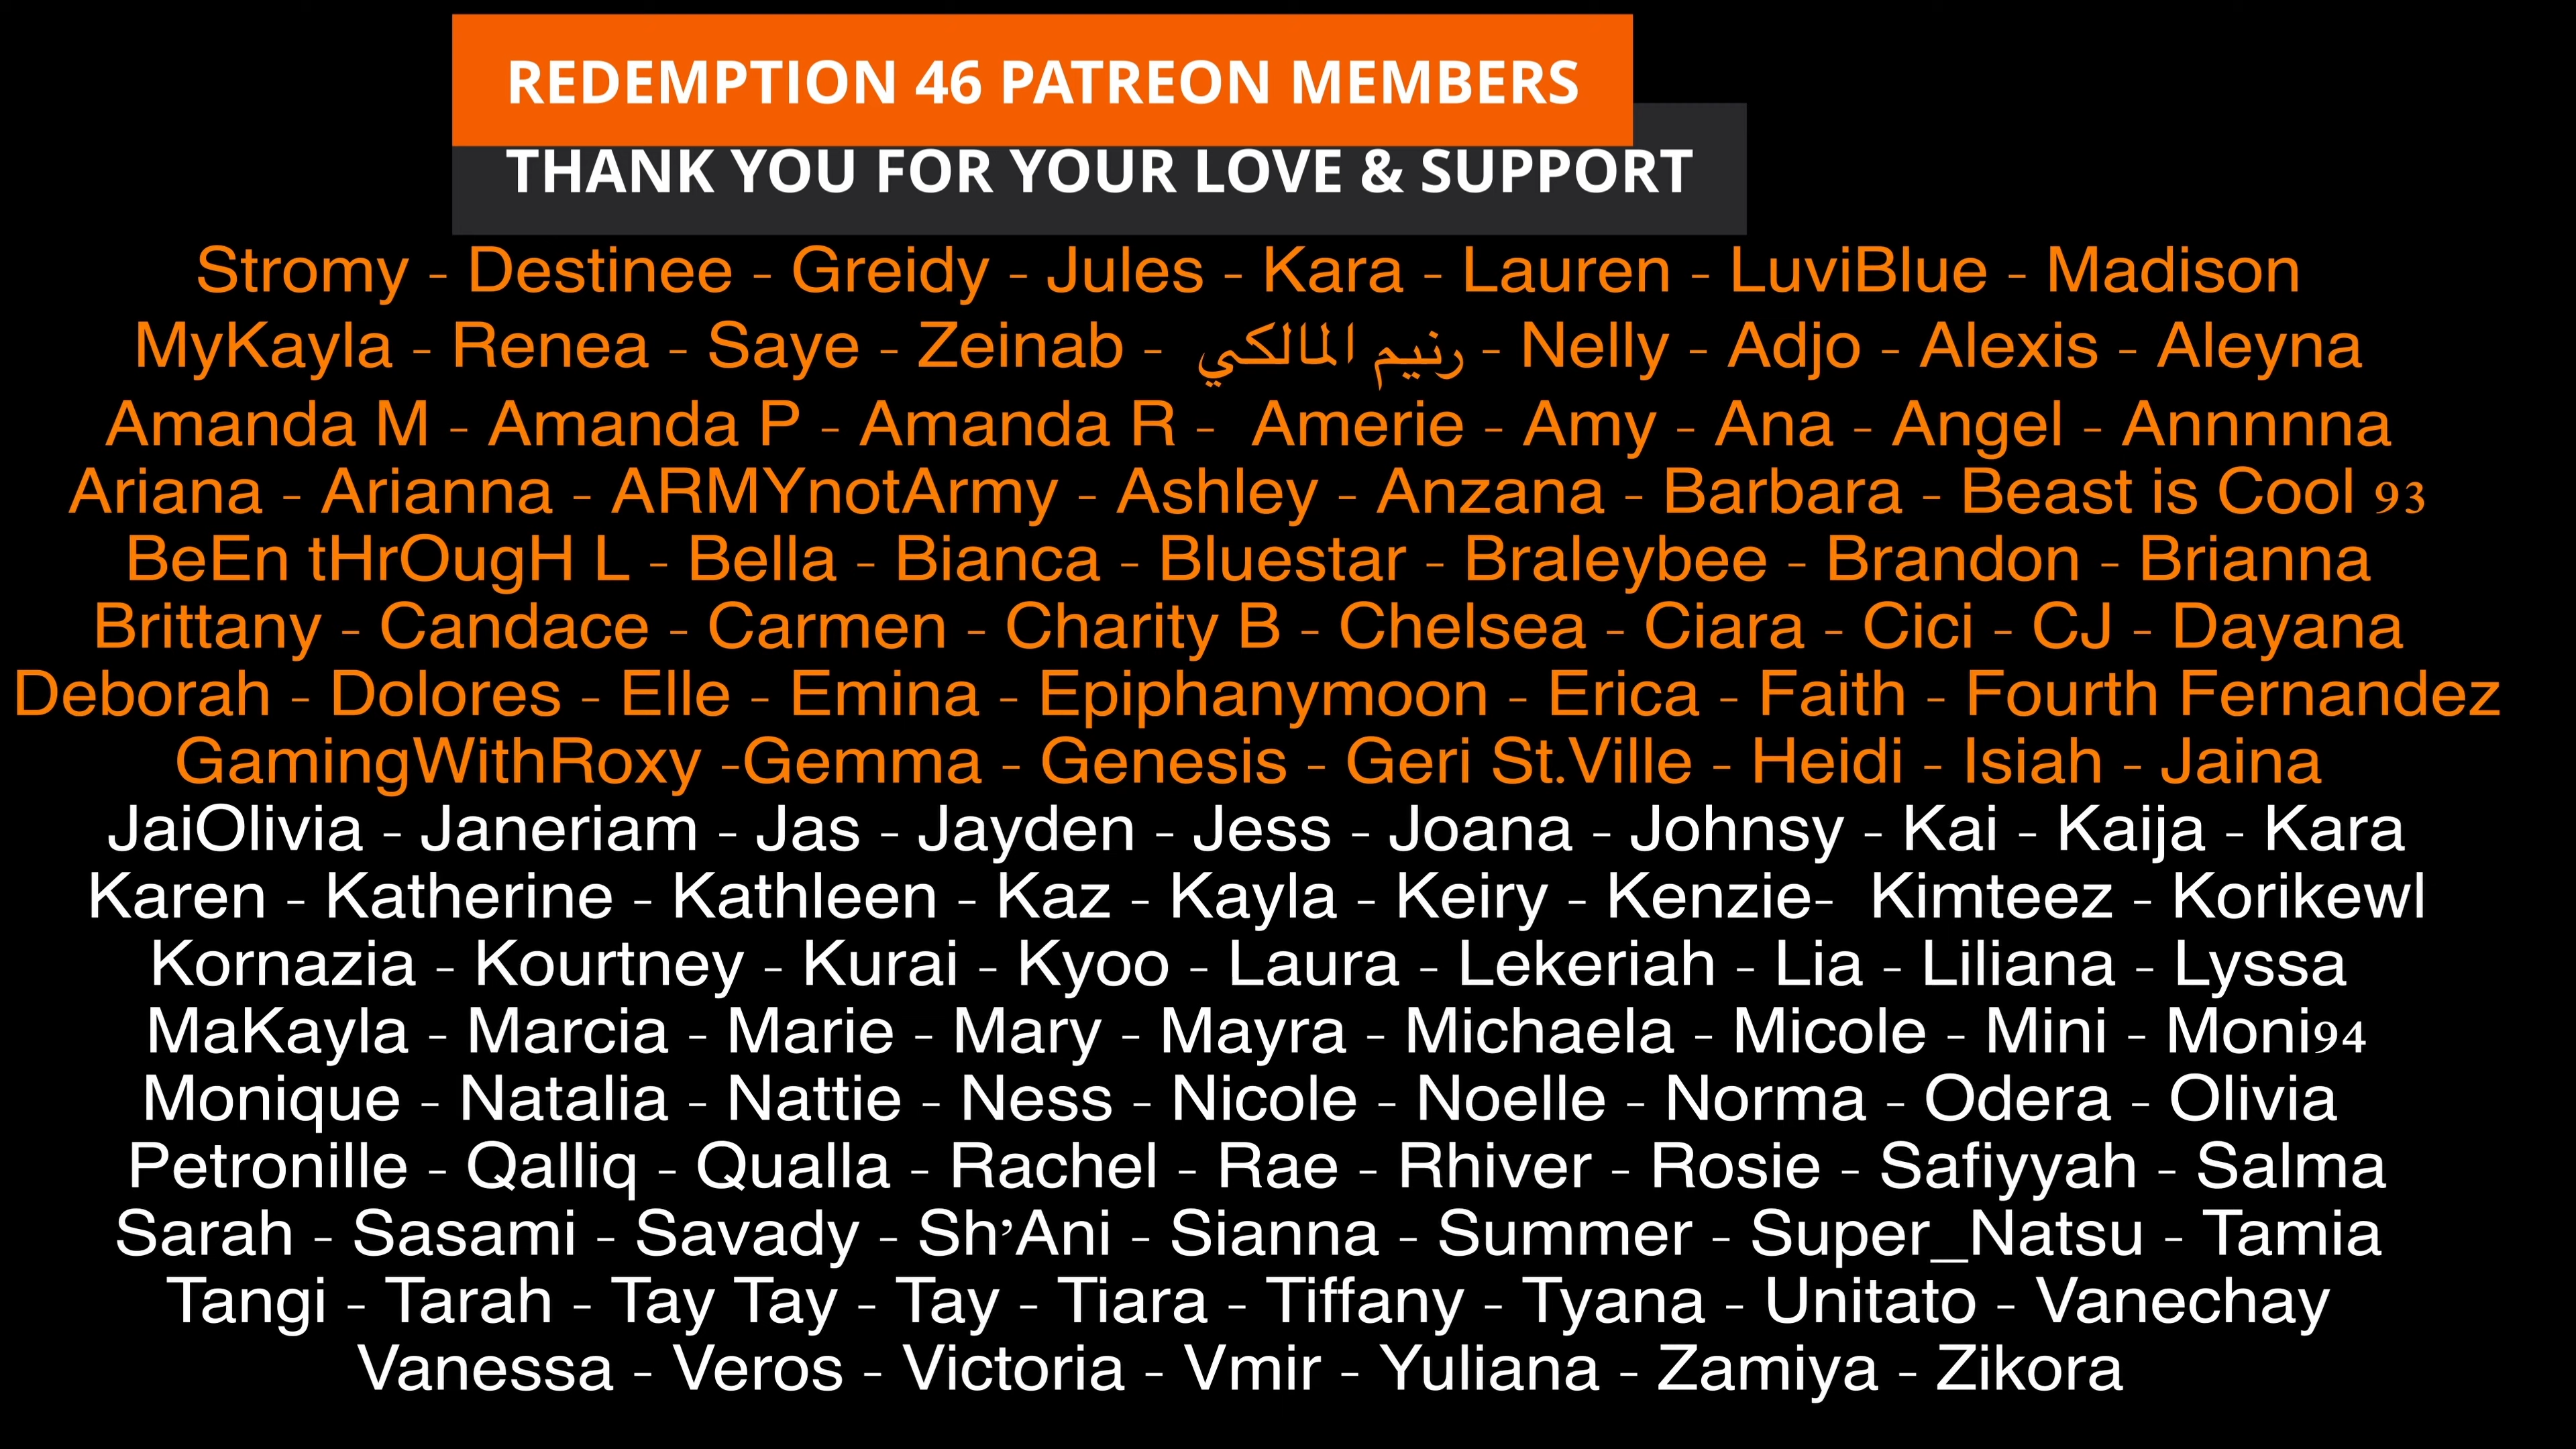 REDEMPTION 46 PATREON MEMBERS
THANK YOU FOR YOUR LOVE & SUPPORT
Stromy - Destinee - Greidy - Jules - Kara - Lauren - LuviBlue - Madison
MyKayla - Renea - Saye - Zeinab - رنيم المالكي - Nelly - Adjo - Alexis - Aleyna
Amanda M - Amanda P - Amanda R - Amerie - Amy - Ana - Angel - Annnnna
Ariana - Arianna - ARMYnotArmy - Ashley - Anzana - Barbara - Beast is Cool 93
BeEn tHrOugH L - Bella - Bianca - Bluestar - Braleybee - Brandon - Brianna
Brittany - Candace - Carmen - Charity B - Chelsea - Ciara - Cici - CJ - Dayana
Deborah - Dolores - Elle - Emina - Epiphanymoon - Erica - Faith - Fourth Fernandez
GamingWithRoxy -Gemma - Genesis - Geri St.Ville - Heidi - Isiah - Jaina
JaiOlivia - Janeriam - Jas - Jayden - Jess - Joana - Johnsy - Kai - Kaija - Kara
Karen - Katherine - Kathleen - Kaz - Kayla - Keiry - Kenzie- Kimteez - Korikewl
Kornazia - Kourtney - Kurai - Kyoo - Laura - Lekeriah - Lia - Liliana - Lyssa
MaKayla - Marcia - Marie - Mary - Mayra - Michaela - Micole - Mini - Moni94
Monique - Natalia - Nattie - Ness - Nicole - Noelle - Norma - Odera - Olivia
Petronille - Qalliq - Qualla - Rachel - Rae - Rhiver - Rosie - Safiyyah - Salma
Sarah - Sasami - Savady - Sh’Ani - Sianna - Summer - Super_Natsu - Tamia
Tangi - Tarah - Tay Tay - Tay - Tiara - Tiffany - Tyana - Unitato - Vanechay
Vanessa - Veros - Victoria - Vmir - Yuliana - Zamiya - Zikora